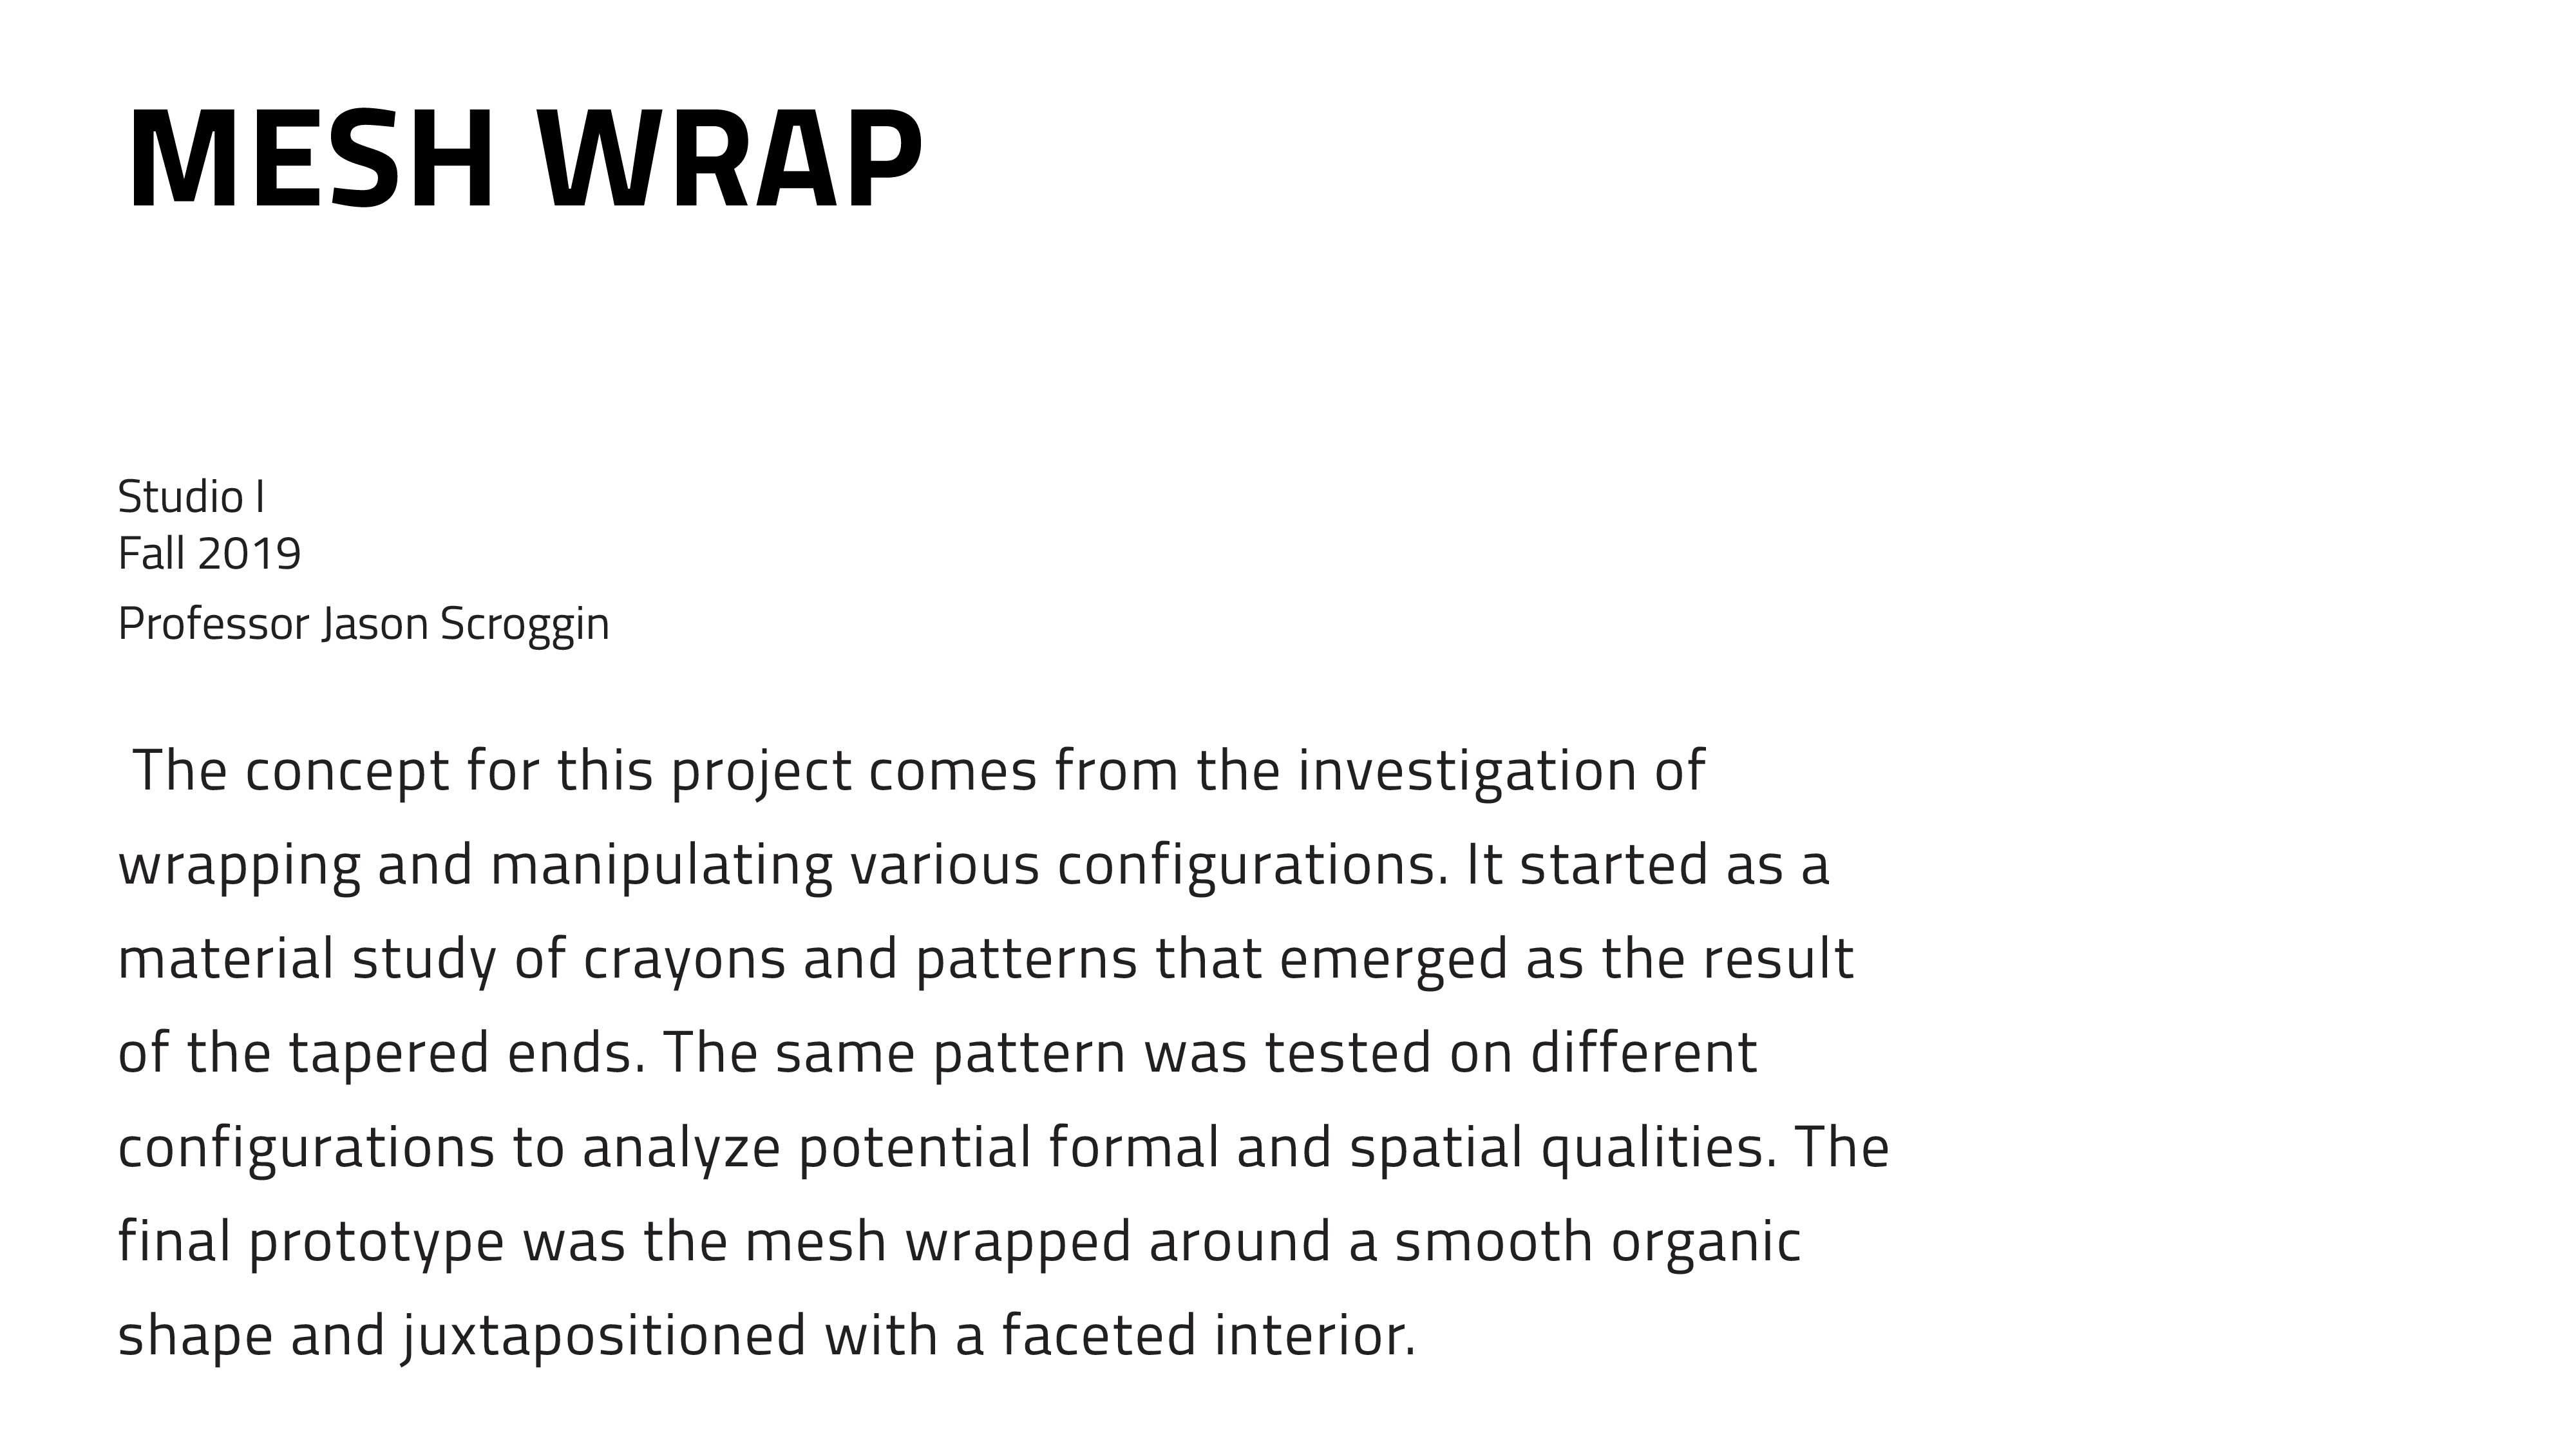 MESH WRAP
Studio I
Fall 2019
Professor Jason Scroggin
The concept for this project comes from the investigation of
wrapping and manipulating various configurations. It started as a
material study of crayons and patterns that emerged as the result
of the tapered ends. The same pattern was tested on different
configurations to analyze potential formal and spatial qualities. The
final prototype was the mesh wrapped around a smooth organic
shape and juxtapositioned with a faceted interior.